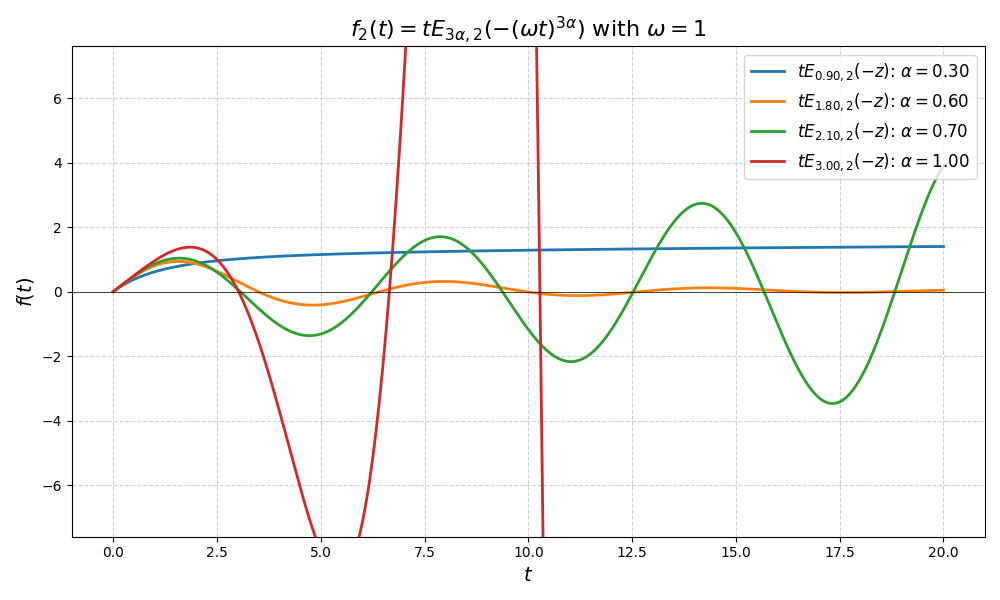 f₂(t) = tE₃α,₂(−(ωt)³ᵅ) with ω = 1
tE₀.₉₀,₂(−z): α = 0.30
tE₁.₈₀,₂(−z): α = 0.60
tE₂.₁₀,₂(−z): α = 0.70
tE₃.₀₀,₂(−z): α = 1.00
f(t)
6
4
2
0
−2
−4
−6
0.0 2.5 5.0 7.5 10.0 12.5 15.0 17.5 20.0
t